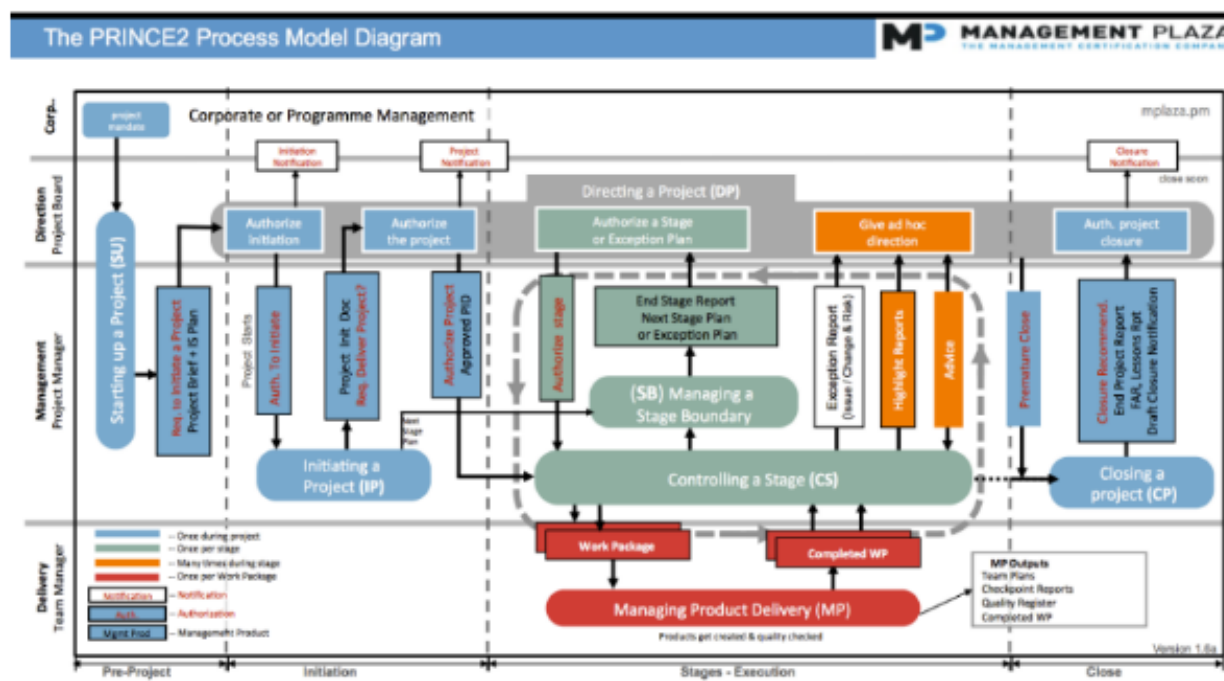 The PRINCE2 Process Model Diagram
MP MANAGEMENT PLAZA
THE MANAGEMENT CERTIFICATION COMPANY
Corp..
project
mandate
Corporate or Programme Management
mplaza.pm
Initiation
Notification
Project
Notification
Closure
Notification
close soon
Direction
Project Board
Directing a Project (DP)
Authorize
initiation
Authorize
the project
Authorize a Stage
or Exception Plan
Give ad hoc
direction
Auth. project
closure
Management
Project Manager
Starting up a Project (SU)
Req. to Initiate a Project
Project Brief + IS Plan
Project Starts
Auth. To Initiate
Project Init Doc
Req. Deliver Project?
Authorize Project
Approved PID
Authorize stage
End Stage Report
Next Stage Plan
or Exception Plan
Exception Report
(Issue / Change & Risk)
Highlight Reports
Advice
Premature Close
Closure Recommend.
End Project Report
FAR, Lessons Rpt
Draft Closure Notification
(SB) Managing a
Stage Boundary
Next
Stage
Plan
Initiating a
Project (IP)
Controlling a Stage (CS)
Closing a
project (CP)
Delivery
Team Manager
– Once during project
– Once per stage
– Many times during stage
– Once per Work Package
Notification – Notification
Auth. – Authorization
Mgmt Prod – Management Product
Work Package
Completed WP
Managing Product Delivery (MP)
Products get created & quality checked
MP Outputs
Team Plans
Checkpoint Reports
Quality Register
Completed WP
Version 1.6a
Pre-Project
Initiation
Stages - Execution
Close